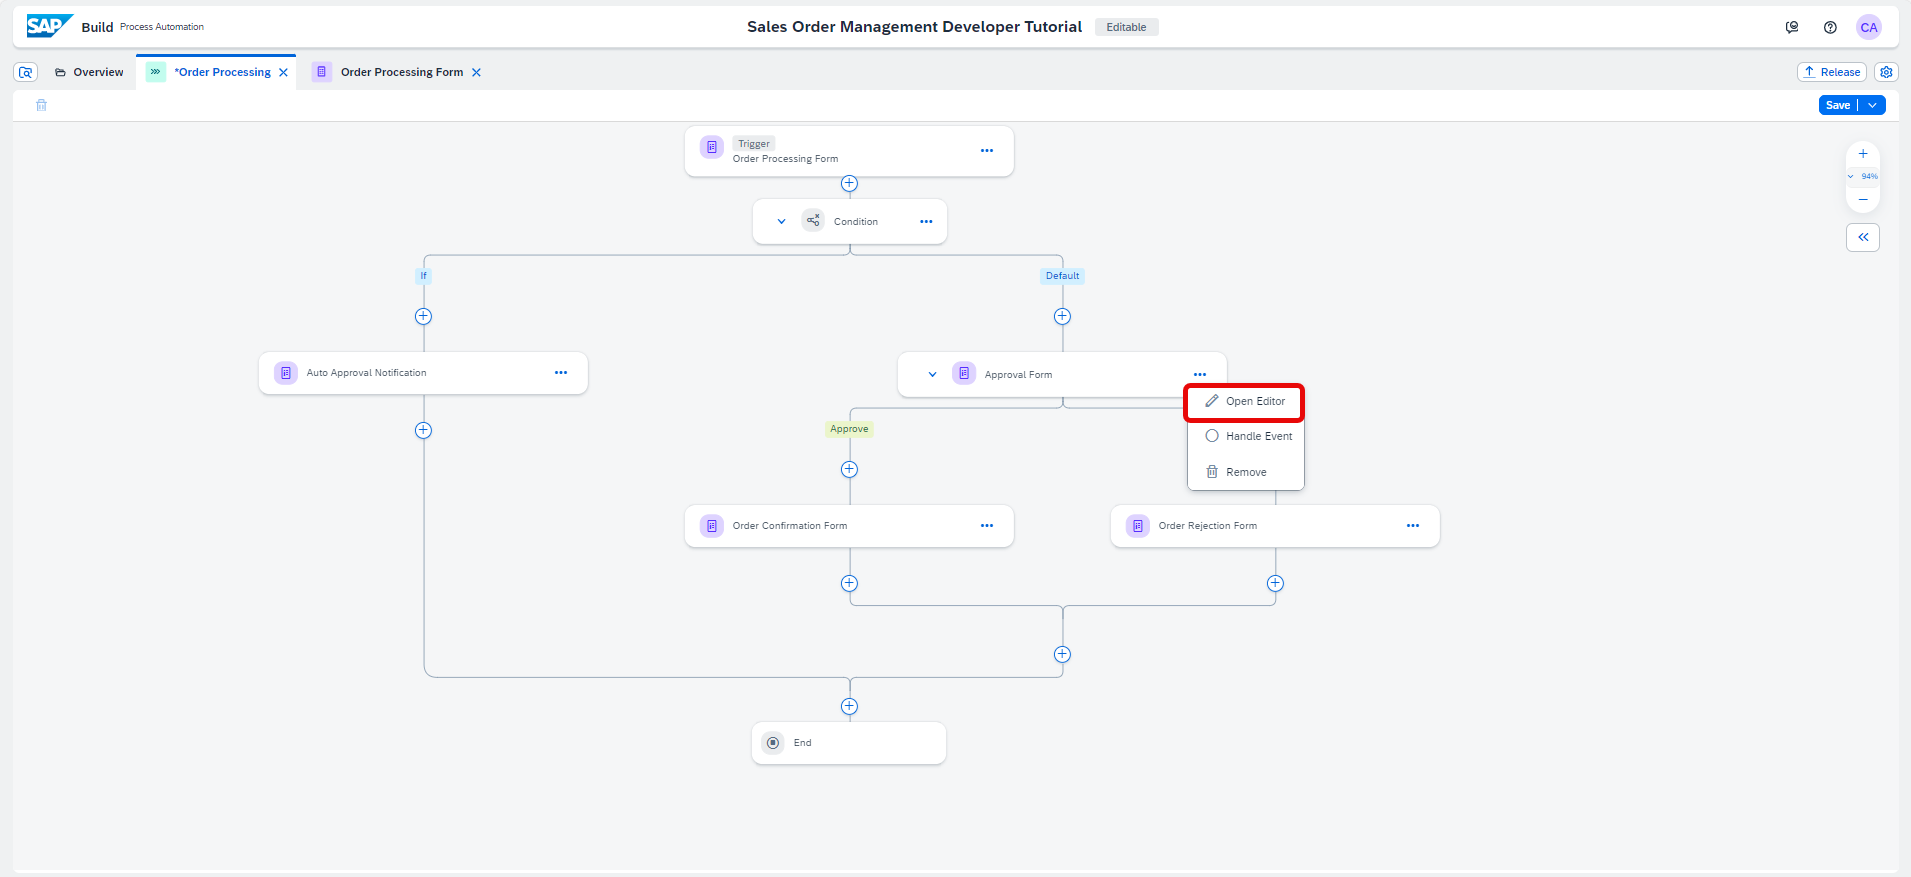 SAP Build Process Automation
Sales Order Management Developer Tutorial Editable
CA
Overview
*Order Processing
Order Processing Form
Release
Save
Trigger
Order Processing Form
94%
Condition
If
Default
Auto Approval Notification
Approval Form
Open Editor
Approve
Handle Event
Remove
Order Confirmation Form
Order Rejection Form
End